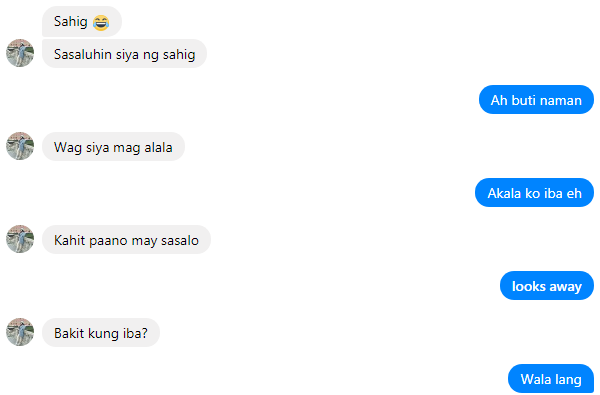 Sahig 😂
Sasaluhin siya ng sahig
Ah buti naman
Wag siya mag alala
Akala ko iba eh
Kahit paano may sasalo
looks away
Bakit kung iba?
Wala lang